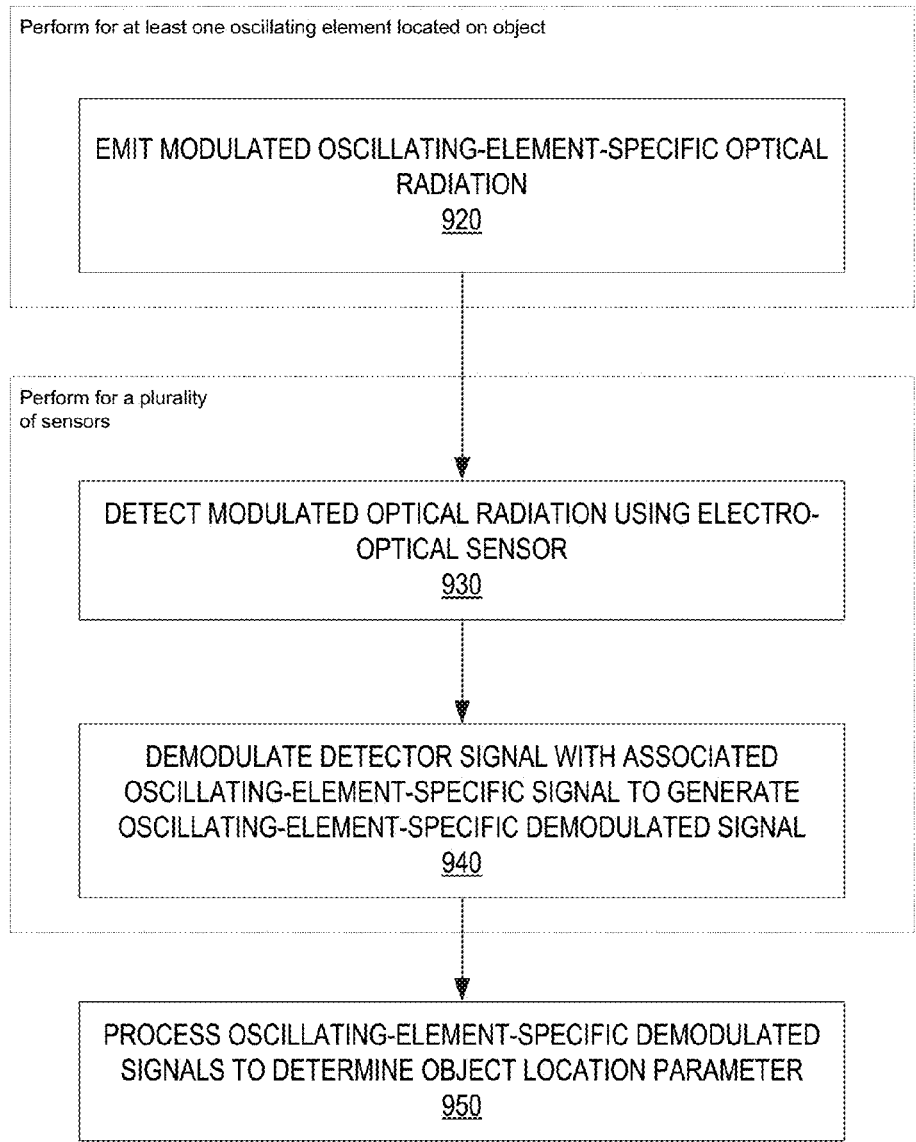 Perform for at least one oscillating element located on object
EMIT MODULATED OSCILLATING-ELEMENT-SPECIFIC OPTICAL
RADIATION
920
Perform for a plurality
of sensors
DETECT MODULATED OPTICAL RADIATION USING ELECTRO-
OPTICAL SENSOR
930
DEMODULATE DETECTOR SIGNAL WITH ASSOCIATED
OSCILLATING-ELEMENT-SPECIFIC SIGNAL TO GENERATE
OSCILLATING-ELEMENT-SPECIFIC DEMODULATED SIGNAL
940
PROCESS OSCILLATING-ELEMENT-SPECIFIC DEMODULATED
SIGNALS TO DETERMINE OBJECT LOCATION PARAMETER
950